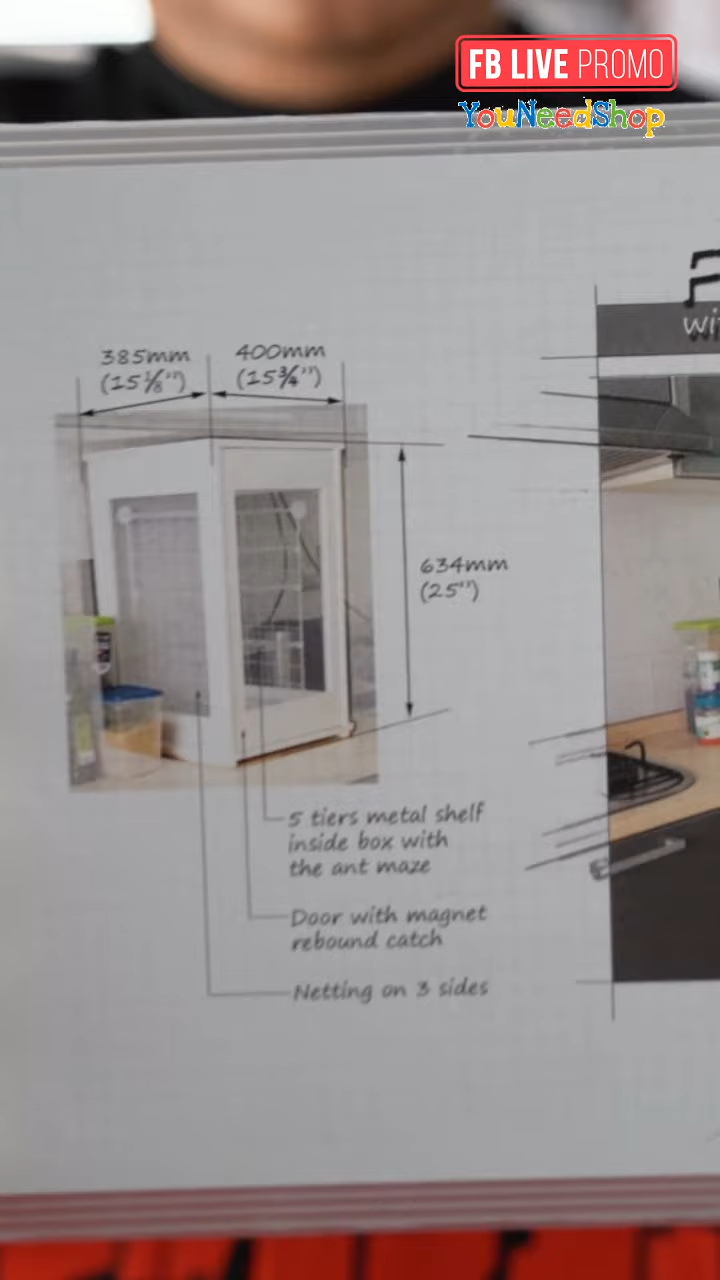 FB LIVE PROMO
YouNeedShop
385mm
(15⅛")
400mm
(15¾")
634mm
(25")
5 tiers metal shelf
inside box with
the ant maze
Door with magnet
rebound catch
Netting on 3 sides